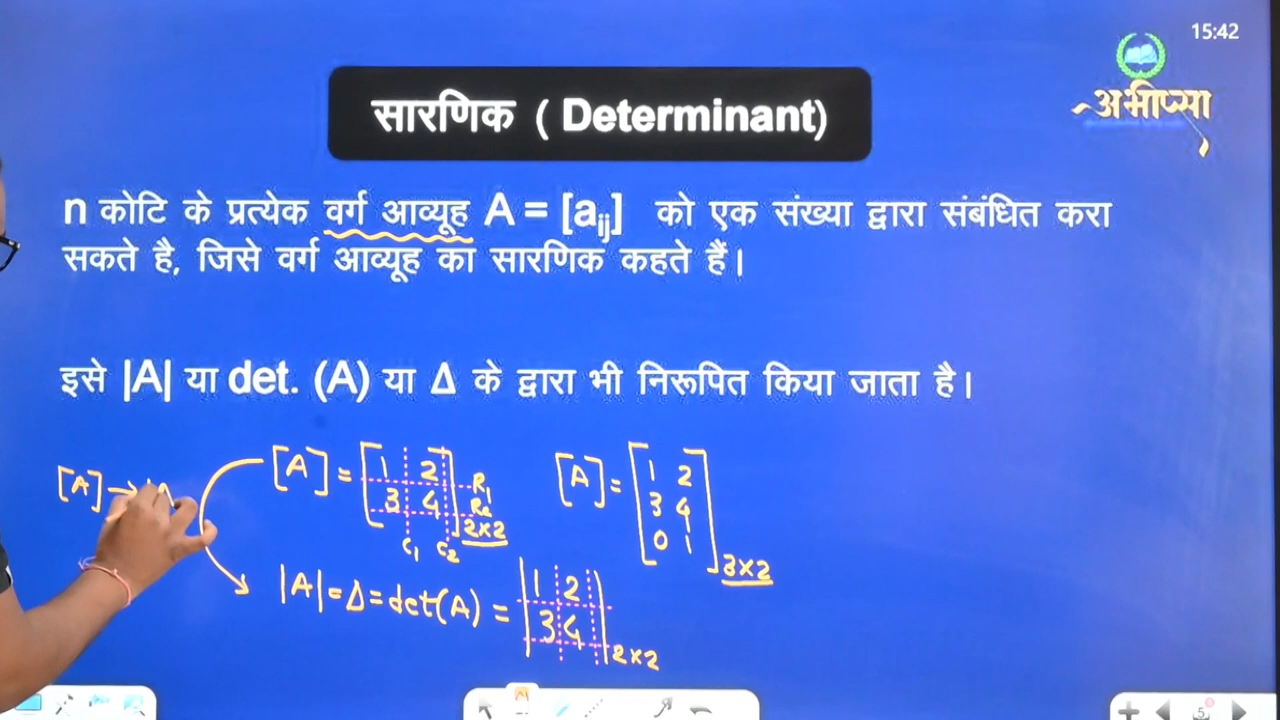 15:42
अभीप्सा
सारणिक ( Determinant)
n कोटि के प्रत्येक वर्ग आव्यूह A = [aij] को एक संख्या द्वारा संबंधित करा
सकते है, जिसे वर्ग आव्यूह का सारणिक कहते हैं।
इसे |A| या det. (A) या Δ के द्वारा भी निरूपित किया जाता है।
[A] →
[A] = [1 2
3 4] 2×2
R1
R2
C1 C2
[A] = [1 2
3 4
0 1] 3×2
|A| = Δ = det(A) = |1 2
3 4| 2×2
5